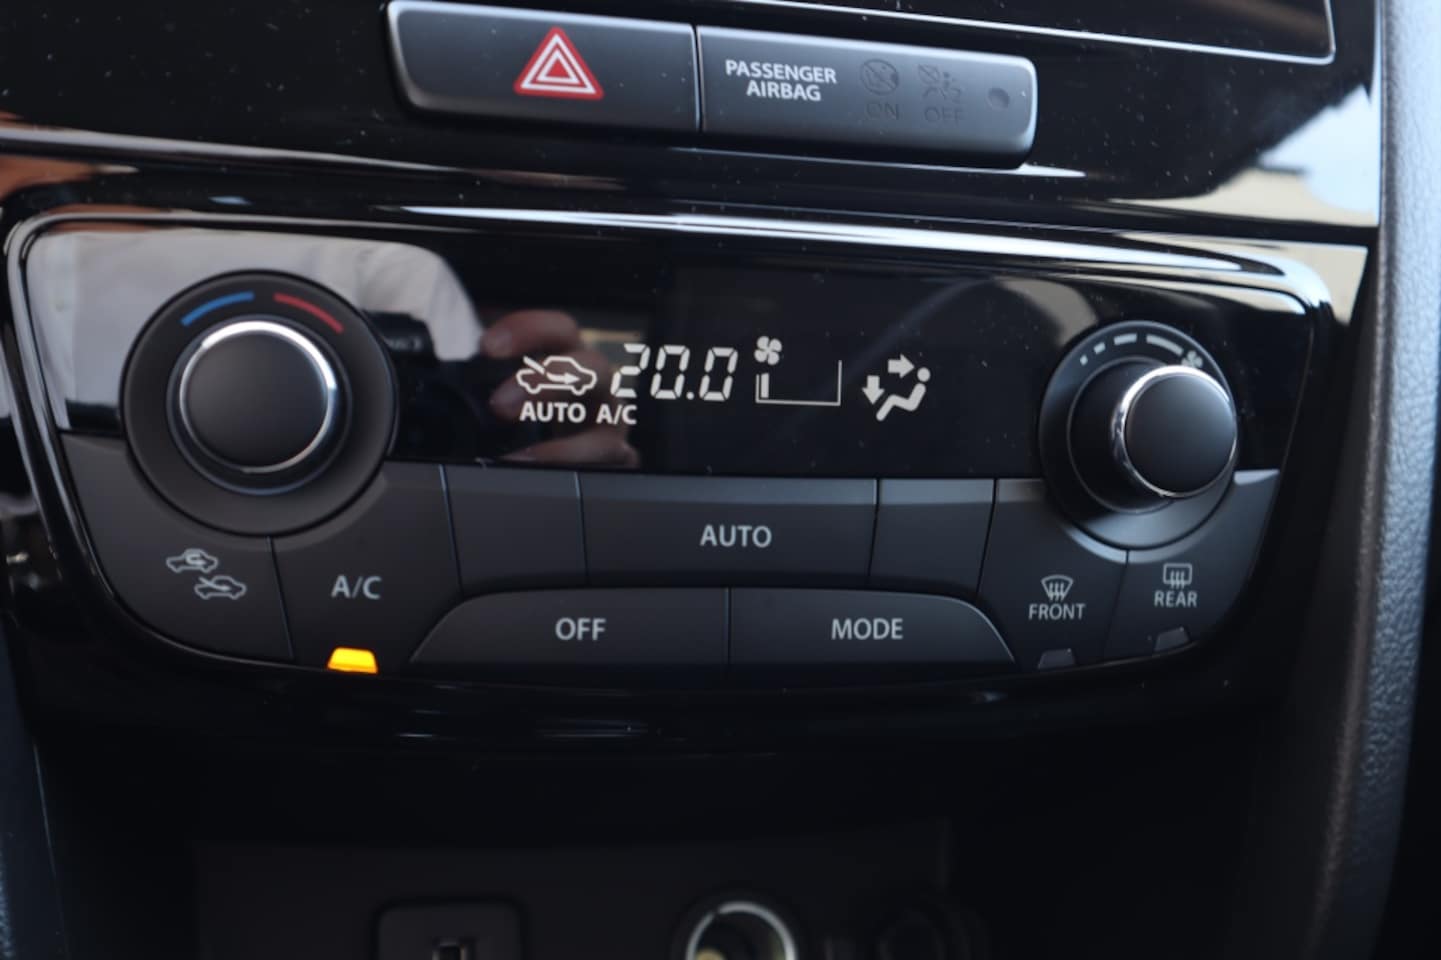 PASSENGER
AIRBAG
ON OFF
20.0
AUTO A/C
AUTO
A/C
OFF
MODE
FRONT
REAR